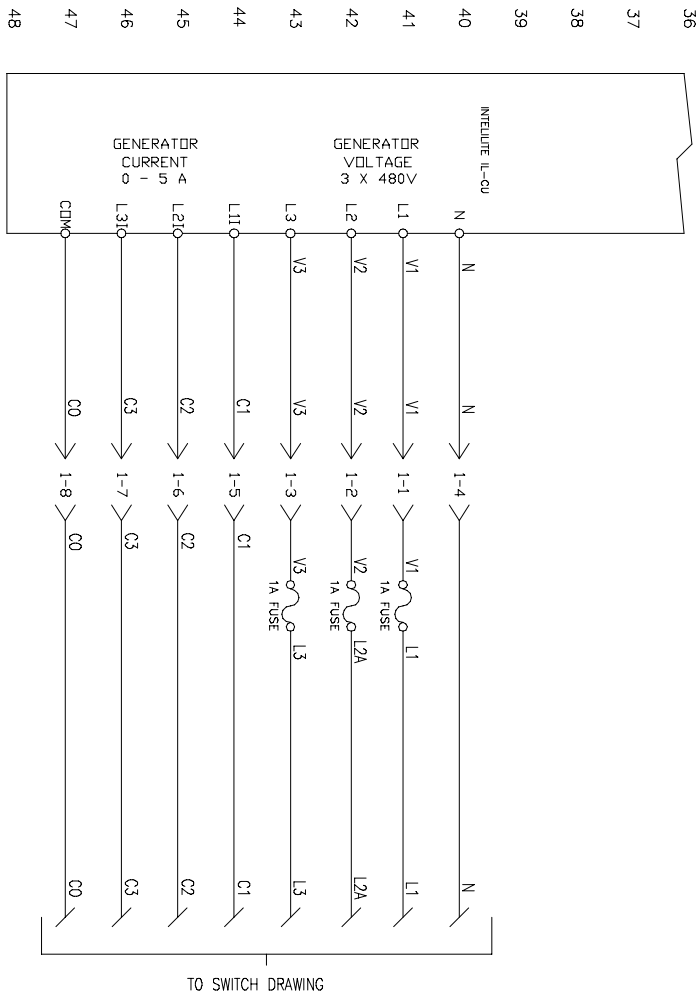 48 47 46 45 44 43 42 41 40 39 38 37 36
INTELILITE IL-CU
GENERATOR
CURRENT
0 - 5 A
GENERATOR
VOLTAGE
3 X 480V
COM L3I L2I L1I L3 L2 L1 N
V3 V2 V1 N
C0 C3 C2 C1 V3 V2 V1 N
1-8 1-7 1-6 1-5 1-3 1-2 1-1 1-4
C0 C3 C2 C1
V3 V2 V1
1A FUSE 1A FUSE 1A FUSE
L3 L2A L1
C0 C3 C2 C1 L3 L2A L1 N
TO SWITCH DRAWING